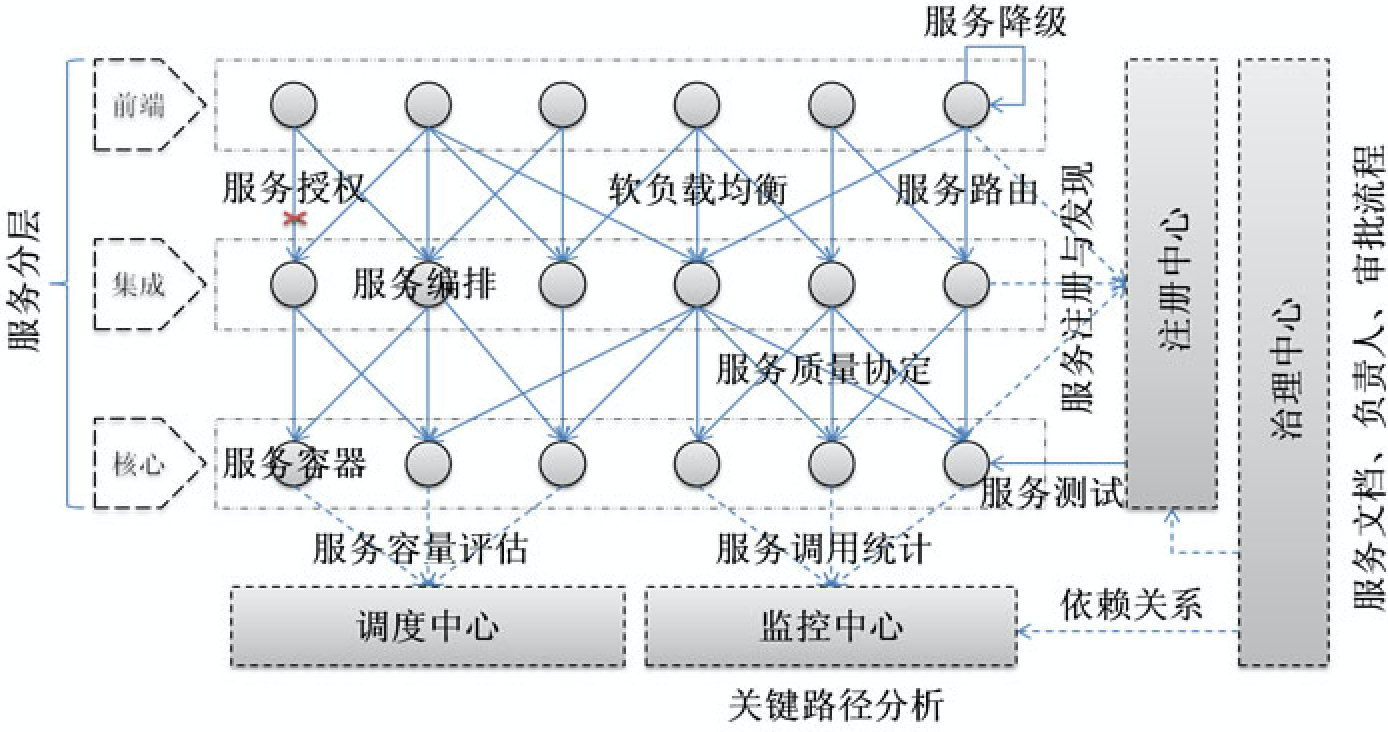 服务降级
前端
服务授权
软负载均衡
服务路由
服务分层
集成
服务编排
服务注册与发现
注册中心
治理中心
服务文档、负责人、审批流程
服务质量协定
核心
服务容器
服务测试
服务容量评估
服务调用统计
依赖关系
调度中心
监控中心
关键路径分析